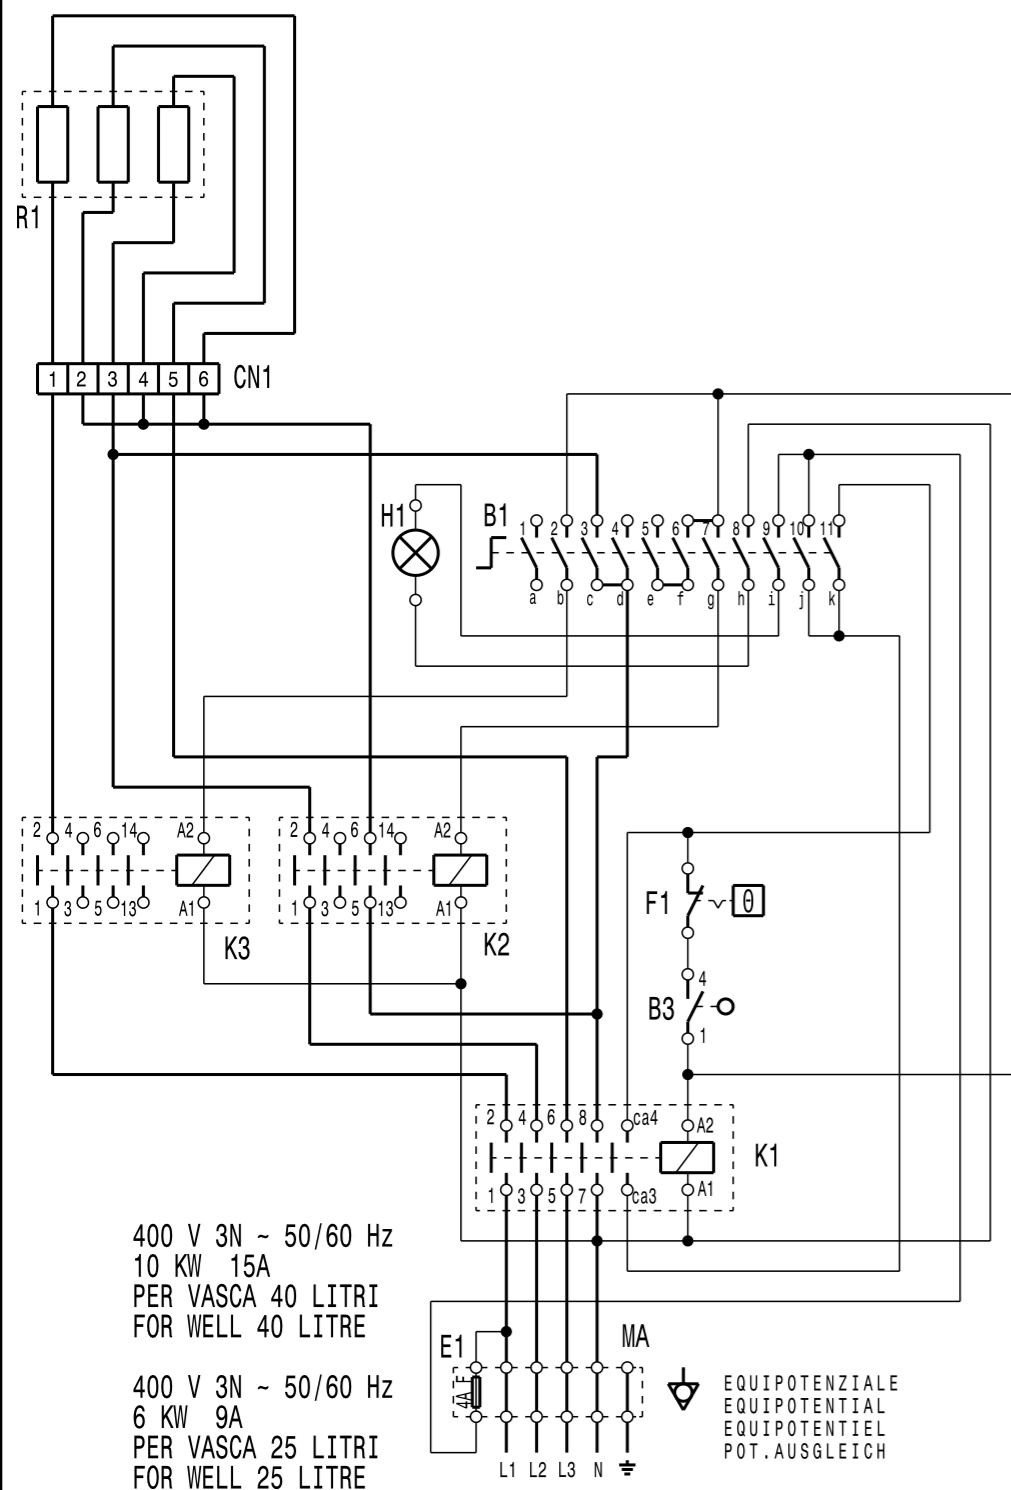 R1
1 2 3 4 5 6 CN1
H1
B1
1 2 3 4 5 6 7 8 9 10 11
a b c d e f g h i j k
2 4 6 14 A2
1 3 5 13 A1
K3
2 4 6 14 A2
1 3 5 13 A1
K2
F1 θ
4
B3
1
2 4 6 8 ca4 A2
K1
1 3 5 7 ca3 A1
400 V 3N ~ 50/60 Hz
10 KW 15A
PER VASCA 40 LITRI
FOR WELL 40 LITRE
400 V 3N ~ 50/60 Hz
6 KW 9A
PER VASCA 25 LITRI
FOR WELL 25 LITRE
E1
MA
4A F
L1 L2 L3 N
EQUIPOTENZIALE
EQUIPOTENTIAL
EQUIPOTENTIEL
POT.AUSGLEICH